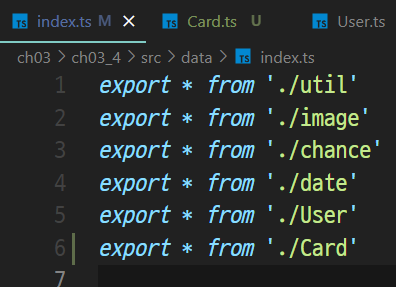 TS index.ts M ✕ TS Card.ts U TS User.ts
ch03 > ch03_4 > src > data > TS index.ts
1 export * from './util'
2 export * from './image'
3 export * from './chance'
4 export * from './date'
5 export * from './User'
6 export * from './Card'
7